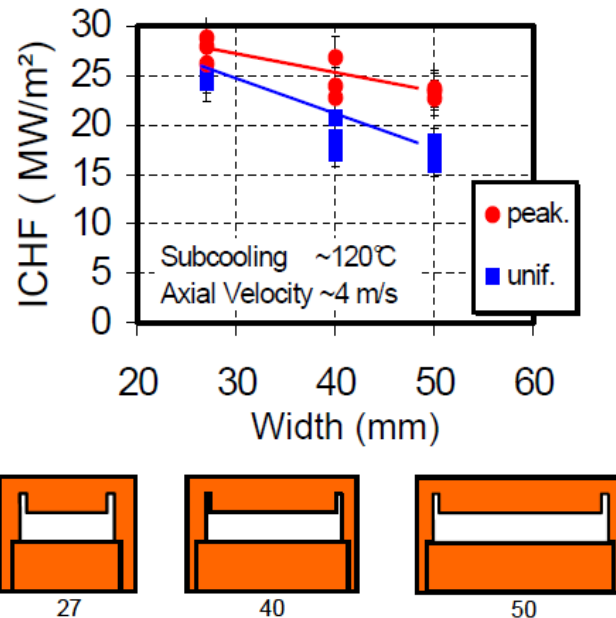 30
25
20
15
10
5
0
ICHF ( MW/m²)
Subcooling ~120°C
Axial Velocity ~4 m/s
peak.
unif.
20 30 40 50 60
Width (mm)
27 40 50